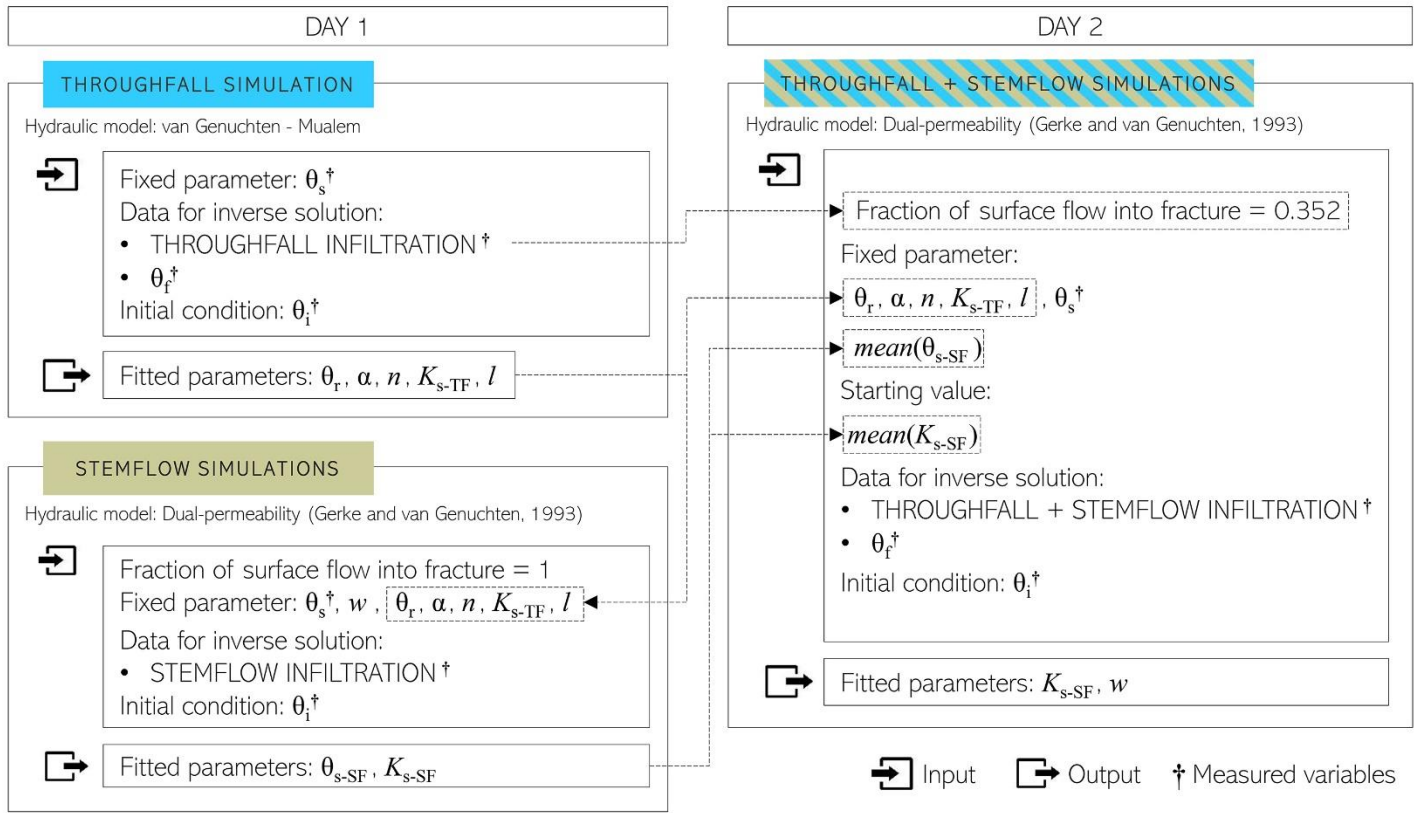 DAY 1
THROUGHFALL SIMULATION
Hydraulic model: van Genuchten - Mualem
Fixed parameter: θs†
Data for inverse solution:
• THROUGHFALL INFILTRATION†
• θf†
Initial condition: θi†
Fitted parameters: θr, α, n, Ks-TF, l
STEMFLOW SIMULATIONS
Hydraulic model: Dual-permeability (Gerke and van Genuchten, 1993)
Fraction of surface flow into fracture = 1
Fixed parameter: θs†, w , θr, α, n, Ks-TF, l
Data for inverse solution:
• STEMFLOW INFILTRATION†
Initial condition: θi†
Fitted parameters: θs-SF, Ks-SF
DAY 2
THROUGHFALL + STEMFLOW SIMULATIONS
Hydraulic model: Dual-permeability (Gerke and van Genuchten, 1993)
Fraction of surface flow into fracture = 0.352
Fixed parameter:
θr, α, n, Ks-TF, l , θs†
mean(θs-SF)
Starting value:
mean(Ks-SF)
Data for inverse solution:
• THROUGHFALL + STEMFLOW INFILTRATION†
• θf†
Initial condition: θi†
Fitted parameters: Ks-SF, w
Input Output † Measured variables